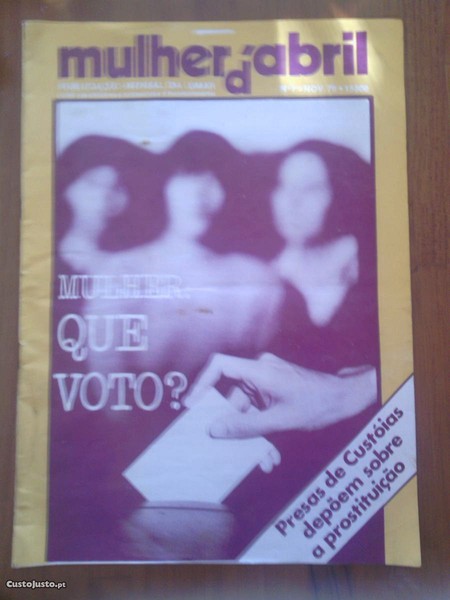 mulher d'abril
MULHER:
QUE
VOTO?
Presas de Custóias
depõem sobre
a prostituição
CustoJusto.pt